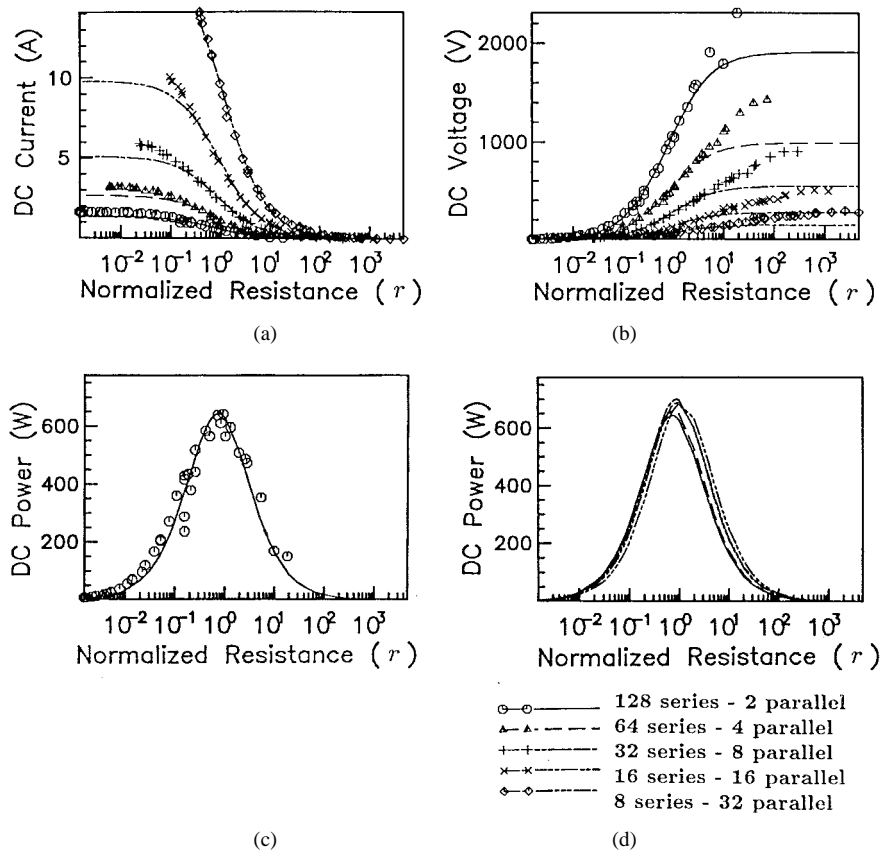 DC Current (A)
10
5
10^-2 10^-1 10^0 10^1 10^2 10^3
Normalized Resistance (r)
(a)
DC Voltage (V)
2000
1000
10^-2 10^-1 10^0 10^1 10^2 10^3
Normalized Resistance (r)
(b)
DC Power (W)
600
400
200
10^-2 10^-1 10^0 10^1 10^2 10^3
Normalized Resistance (r)
DC Power (W)
600
400
200
10^-2 10^-1 10^0 10^1 10^2 10^3
Normalized Resistance (r)
128 series - 2 parallel
64 series - 4 parallel
32 series - 8 parallel
16 series - 16 parallel
8 series - 32 parallel
(c)
(d)